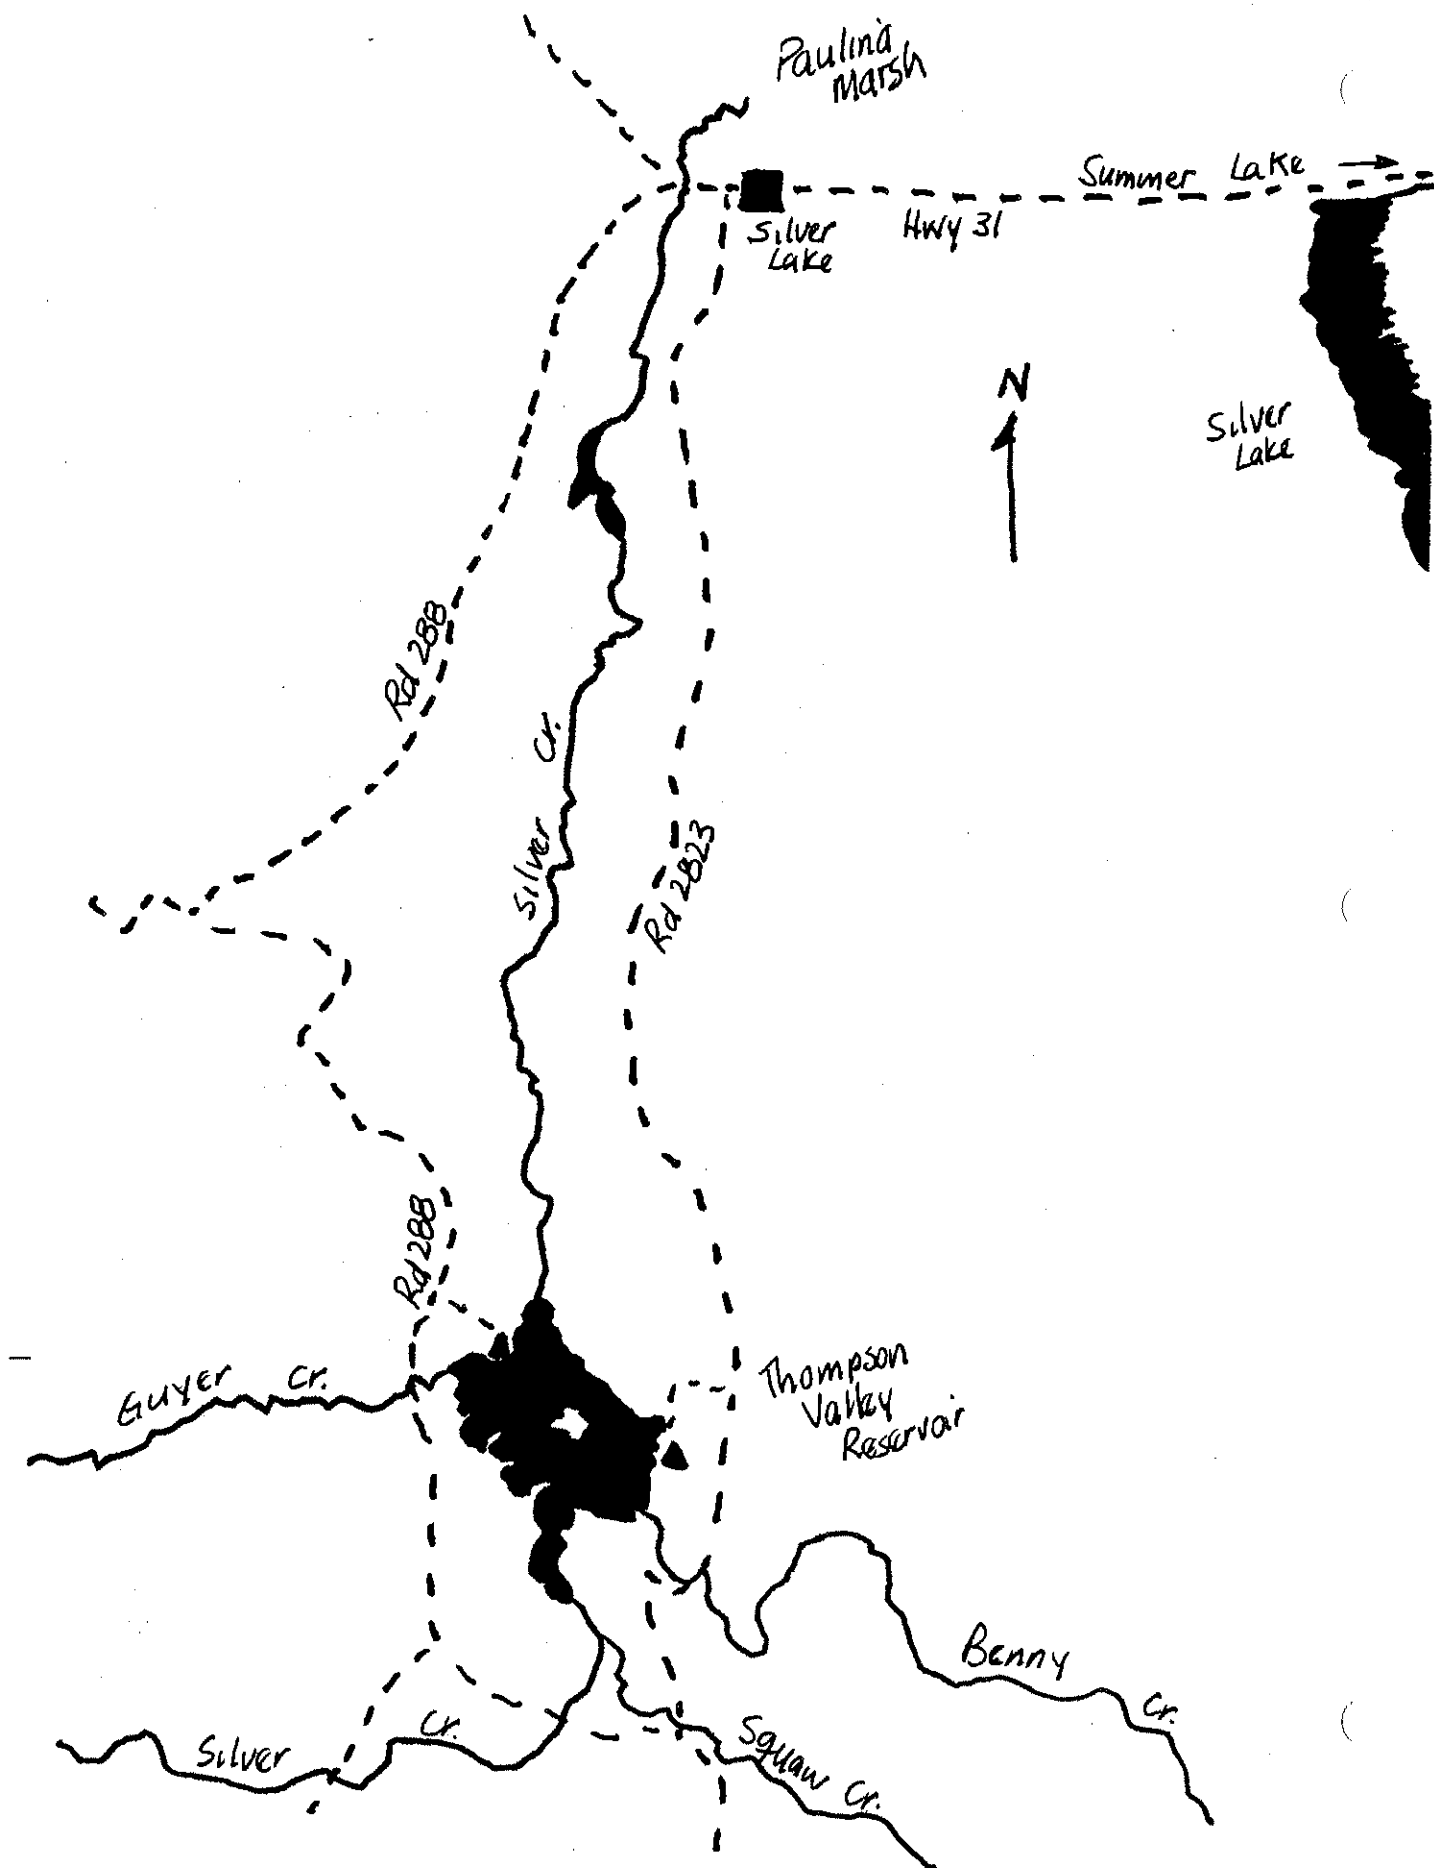 Paulina
Marsh
Summer Lake
Hwy 31
Silver
Lake
N
Silver
Lake
Rd 288
Silver Cr.
Rd 2823
Rd 288
Guyer Cr.
Thompson
Valley
Reservoir
Benny Cr.
Silver Cr.
Squaw Cr.